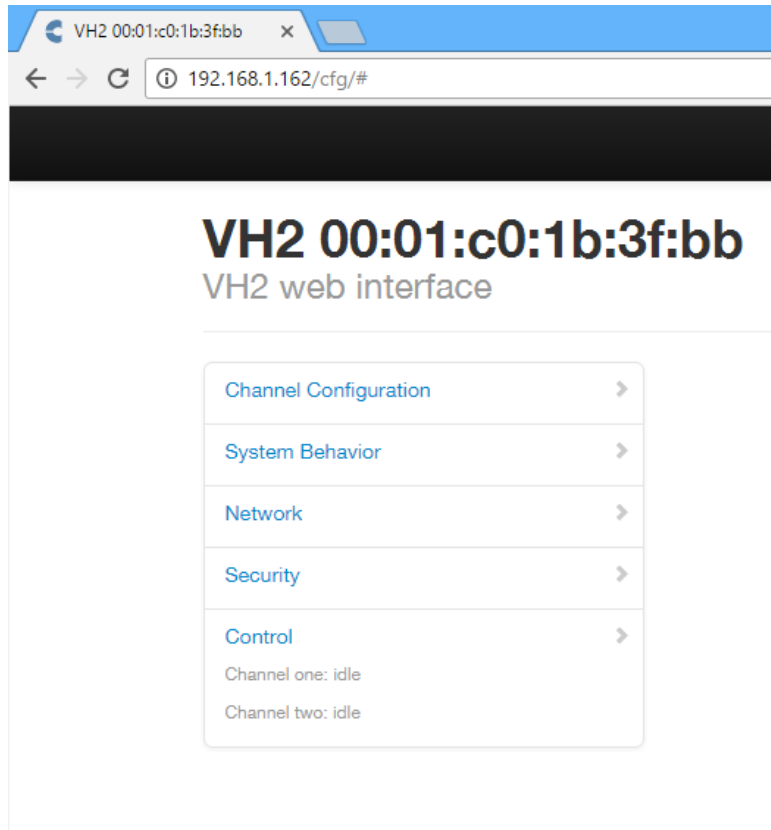 VH2 00:01:c0:1b:3f:bb
192.168.1.162/cfg/#
VH2 00:01:c0:1b:3f:bb
VH2 web interface
Channel Configuration
System Behavior
Network
Security
Control
Channel one: idle
Channel two: idle